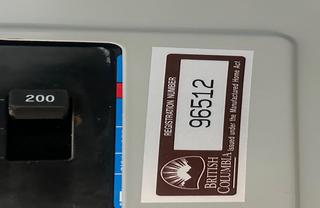 200
REGISTRATION NUMBER
96512
BRITISH
COLUMBIA
Issued under the Manufactured Home Act